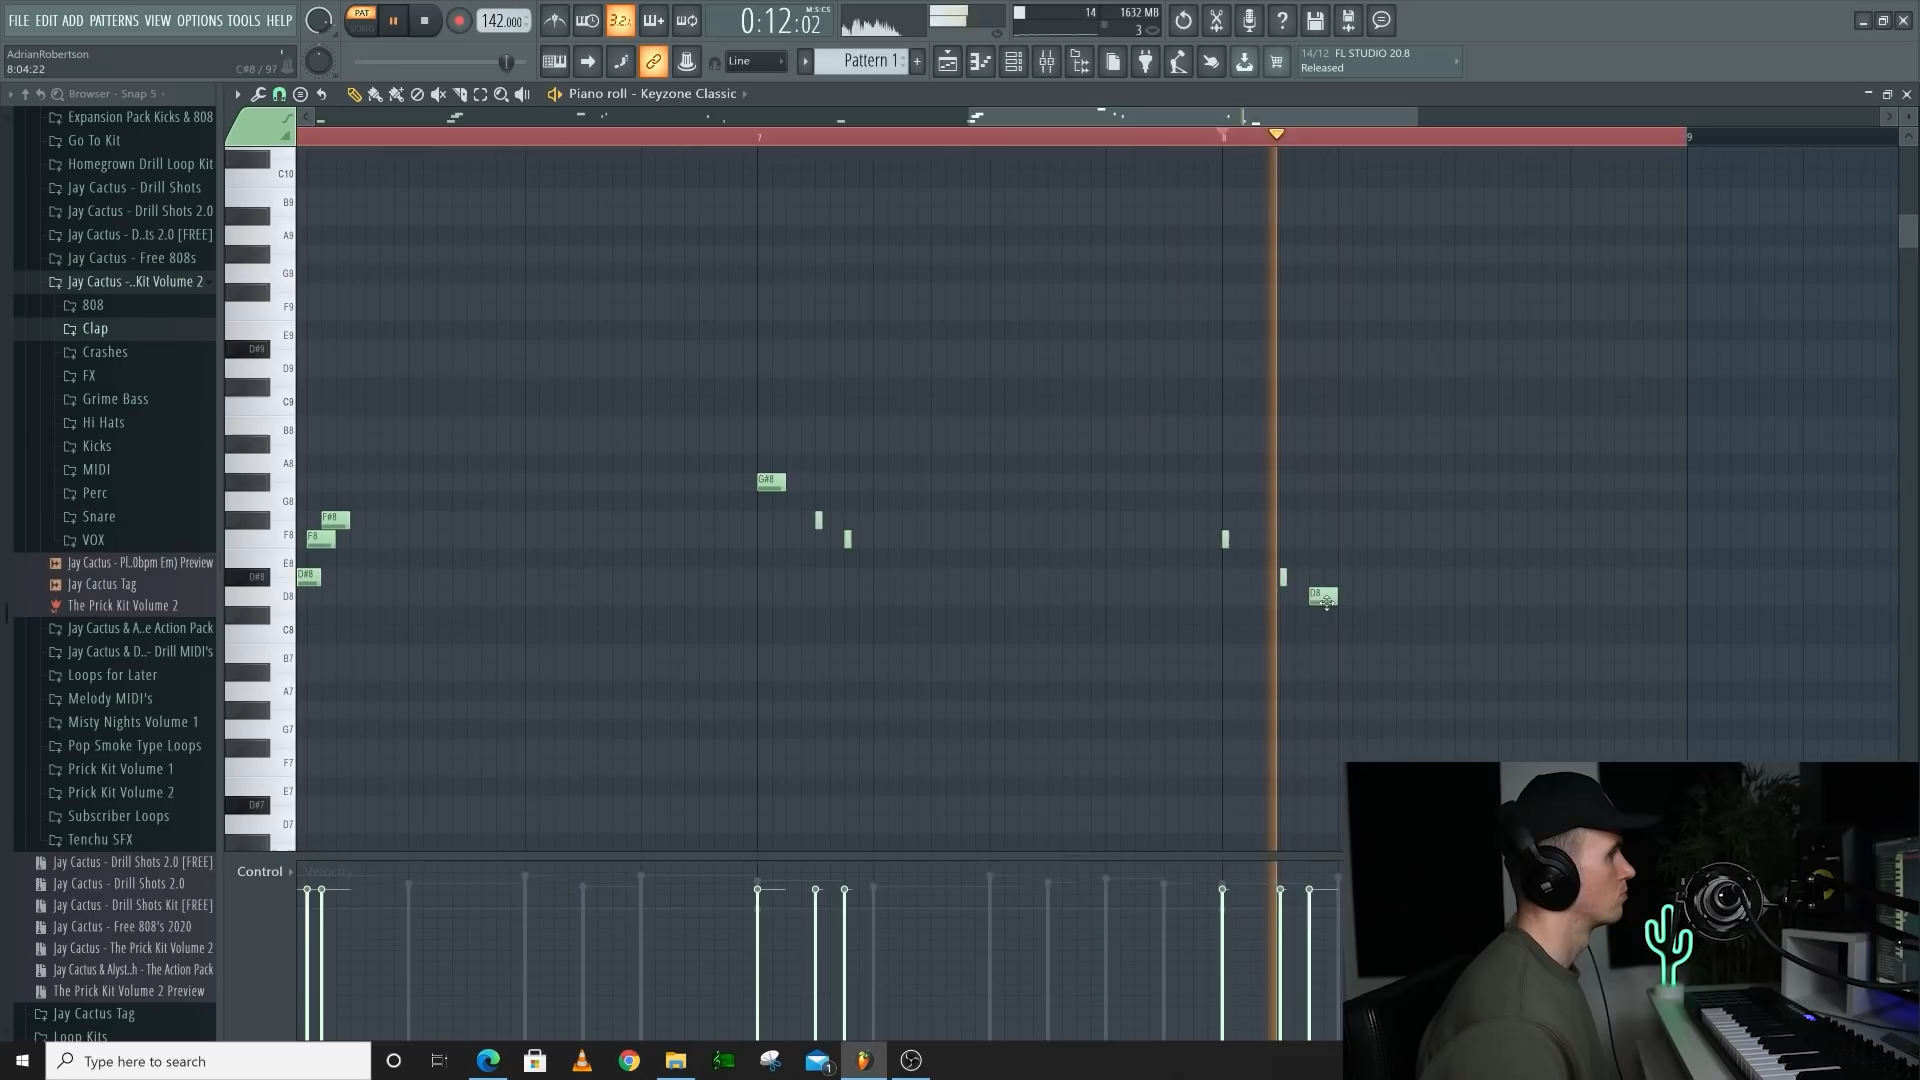 FILE EDIT ADD PATTERNS VIEW OPTIONS TOOLS HELP
PAT
SONG
142.000
3.2.
0:12:02
M:S:CS
14
1632 MB
3
AdrianRobertson
8:04:22
C#8 / 97
Line
Pattern 1
14/12 FL STUDIO 20.8
Released
Browser - Snap 5
Piano roll - Keyzone Classic
Expansion Pack Kicks & 808
Go To Kit
Homegrown Drill Loop Kit
Jay Cactus - Drill Shots
Jay Cactus - Drill Shots 2.0
Jay Cactus - D..ts 2.0 [FREE]
Jay Cactus - Free 808s
Jay Cactus -..Kit Volume 2
808
Clap
Crashes
FX
Grime Bass
Hi Hats
Kicks
MIDI
Perc
Snare
VOX
Jay Cactus - Pl..0bpm Em) Preview
Jay Cactus Tag
The Prick Kit Volume 2
Jay Cactus & A..e Action Pack
Jay Cactus & D..- Drill MIDI's
Loops for Later
Melody MIDI's
Misty Nights Volume 1
Pop Smoke Type Loops
Prick Kit Volume 1
Prick Kit Volume 2
Subscriber Loops
Tenchu SFX
Jay Cactus - Drill Shots 2.0 [FREE]
Jay Cactus - Drill Shots 2.0
Jay Cactus - Drill Shots Kit [FREE]
Jay Cactus - Free 808's 2020
Jay Cactus - The Prick Kit Volume 2
Jay Cactus & Alyst..h - The Action Pack
The Prick Kit Volume 2 Preview
Jay Cactus Tag
Loop Kits
7
8
9
C10
B9
A9
G9
F9
E9
D#9
D9
C9
B8
A8
G8
F8
E8
D#8
D8
C8
B7
A7
G7
F7
E7
D#7
D7
G#8
F#8
F8
D#8
D8
Control
Velocity
Type here to search
1